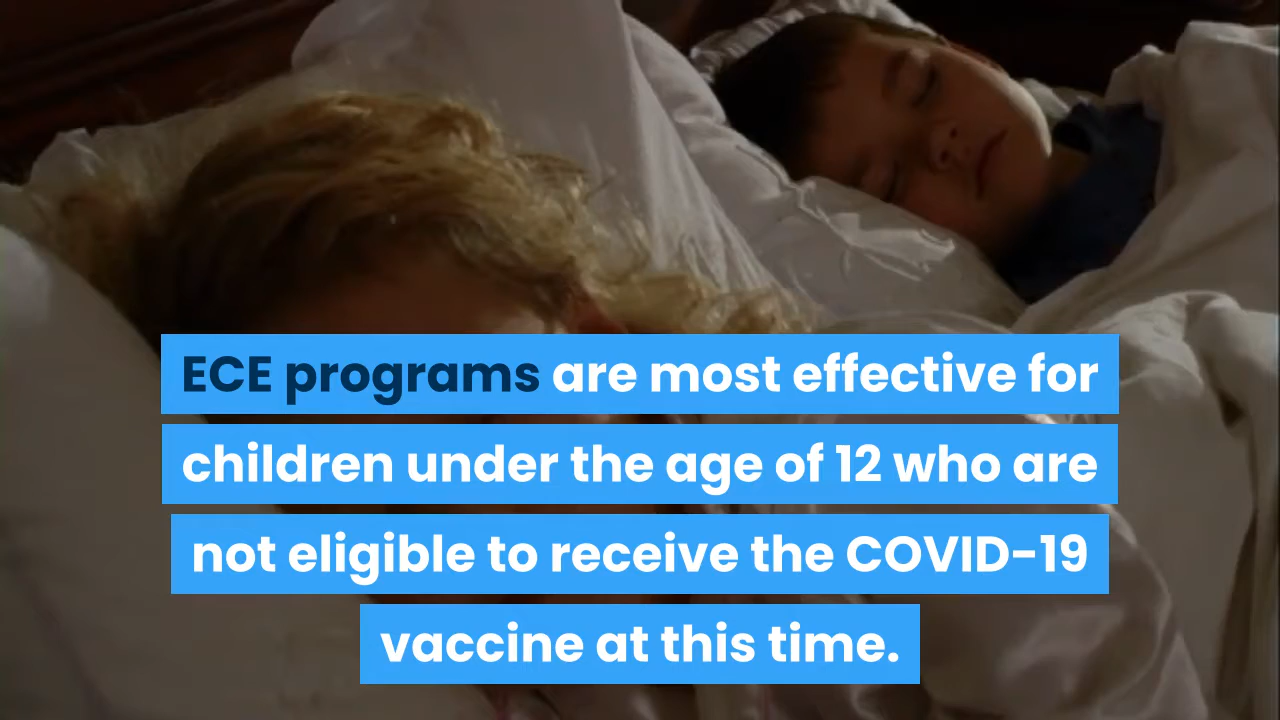 ECE programs are most effective for
children under the age of 12 who are
not eligible to receive the COVID-19
vaccine at this time.